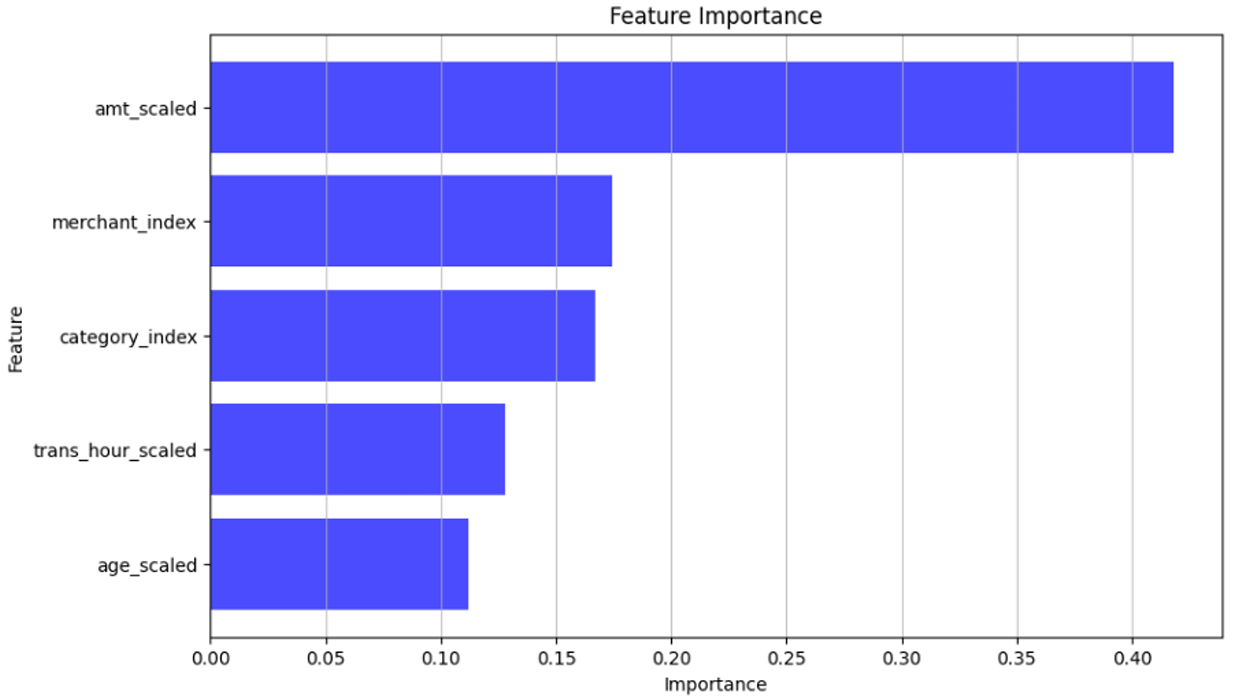 Feature Importance
amt_scaled
merchant_index
category_index
trans_hour_scaled
age_scaled
Feature
0.00 0.05 0.10 0.15 0.20 0.25 0.30 0.35 0.40
Importance